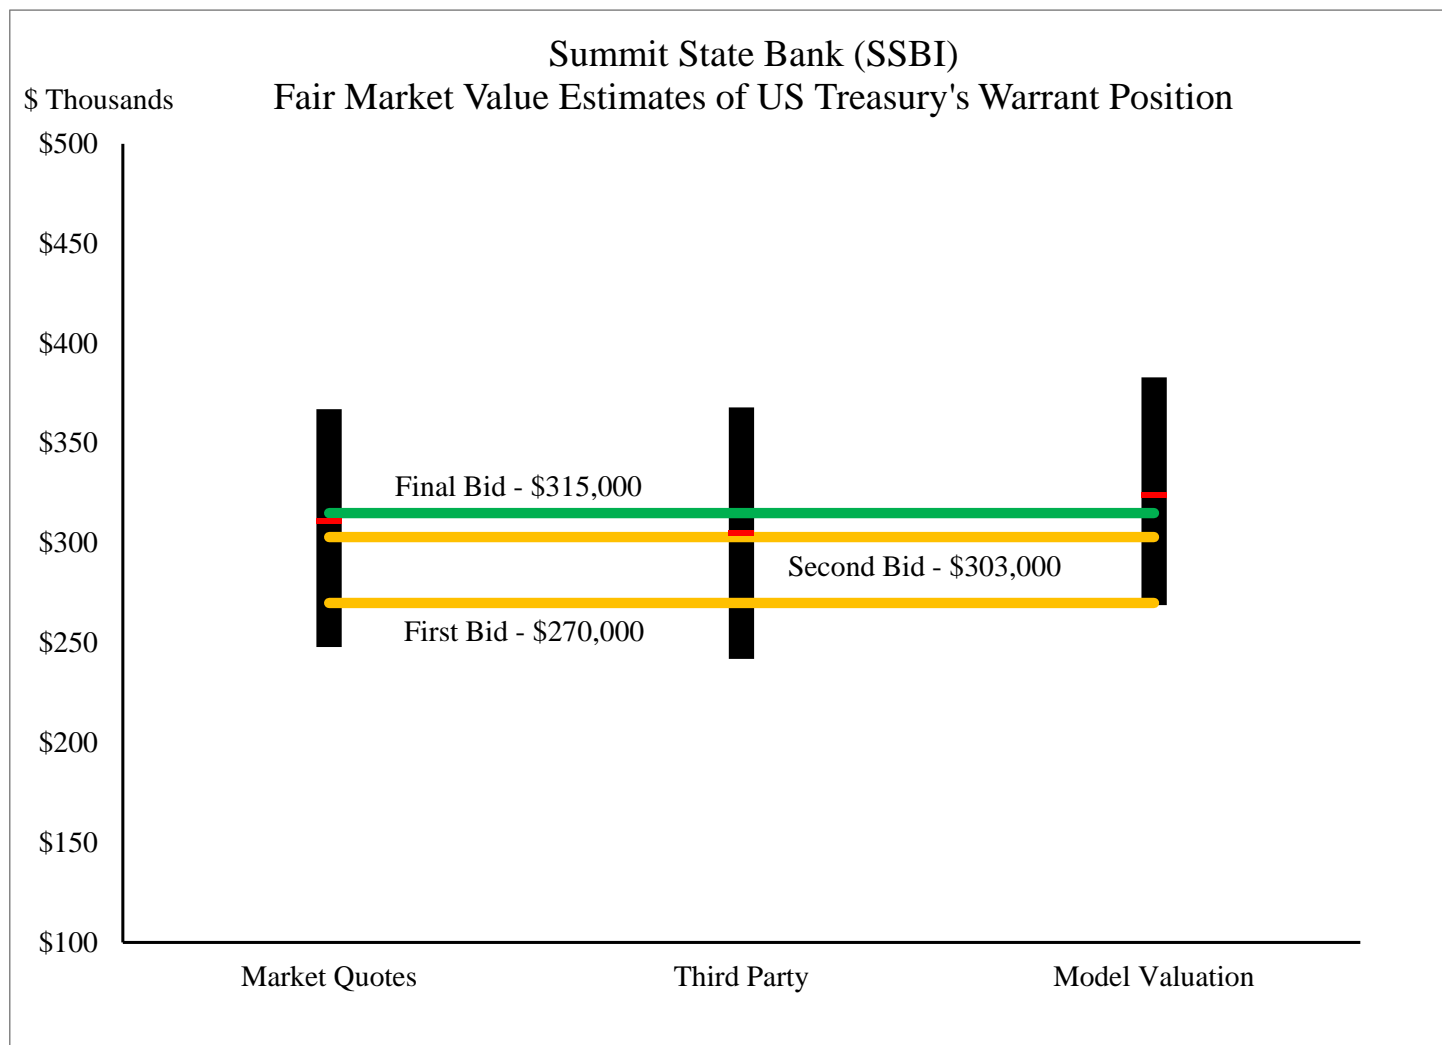 Summit State Bank (SSBI)
Fair Market Value Estimates of US Treasury's Warrant Position
$ Thousands
$500
$450
$400
$350
$300
$250
$200
$150
$100
Final Bid - $315,000
Second Bid - $303,000
First Bid - $270,000
Market Quotes
Third Party
Model Valuation